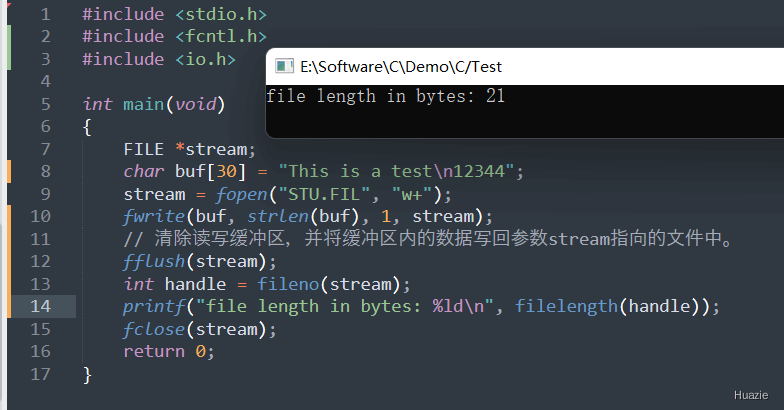 1 #include <stdio.h>
2 #include <fcntl.h>
3 #include <io.h>
E:\Software\C\Demo\C/Test
file length in bytes: 21
4
5 int main(void)
6 {
7 FILE *stream;
8 char buf[30] = "This is a test\n12344";
9 stream = fopen("STU.FIL", "w+");
10 fwrite(buf, strlen(buf), 1, stream);
11 // 清除读写缓冲区，并将缓冲区内的数据写回参数stream指向的文件中。
12 fflush(stream);
13 int handle = fileno(stream);
14 printf("file length in bytes: %ld\n", filelength(handle));
15 fclose(stream);
16 return 0;
17 }
Huazie